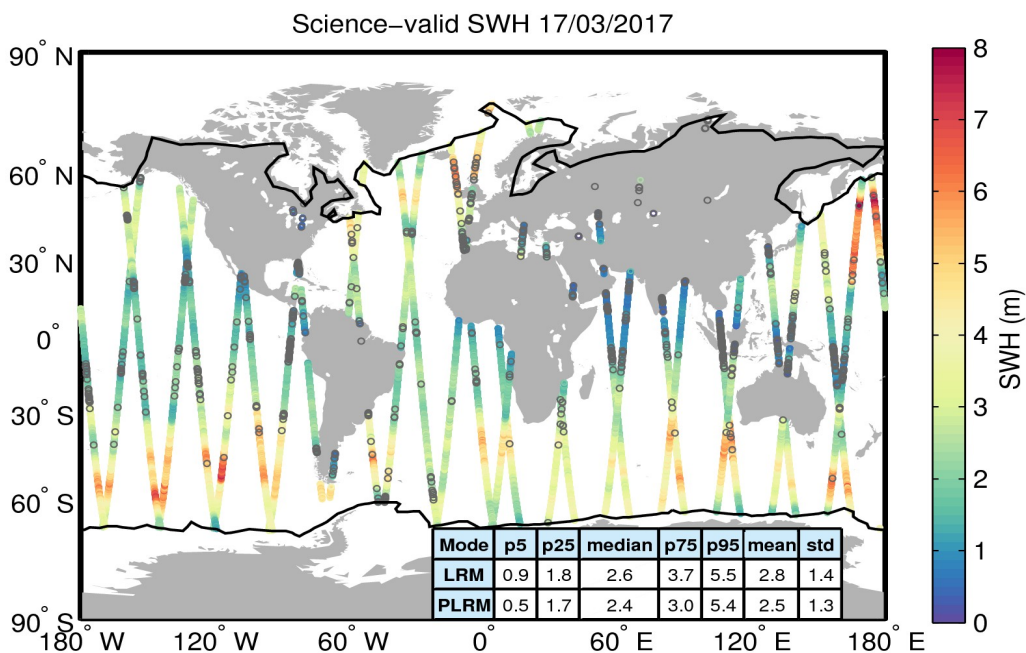 Science−valid SWH 17/03/2017
90° N
60° N
30° N
0°
30° S
60° S
90° S
180° W
120° W
60° W
0°
60° E
120° E
180° E
Mode p5 p25 median p75 p95 mean std
LRM 0.9 1.8 2.6 3.7 5.5 2.8 1.4
PLRM 0.5 1.7 2.4 3.0 5.4 2.5 1.3
8
7
6
5
4
3
2
1
0
SWH (m)